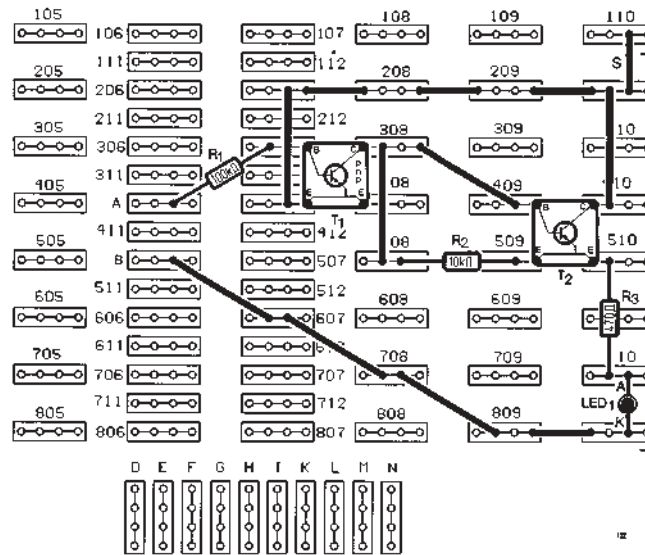 105 106 107 108 109 110
111 112 S
205 206 208 209
211 212
305 306 308 309 10
R1 100kΩ B C PNP
311 E E
405 A T1 08 409 10
411 412 B C
505 B 507 08 R2 10kΩ 509 E E 510
T2
511 512
605 606 607 608 609 R3 470Ω
611
705 706 707 708 709 10
A
711 712 LED1
K
805 806 807 808 809
D E F G H I K L M N